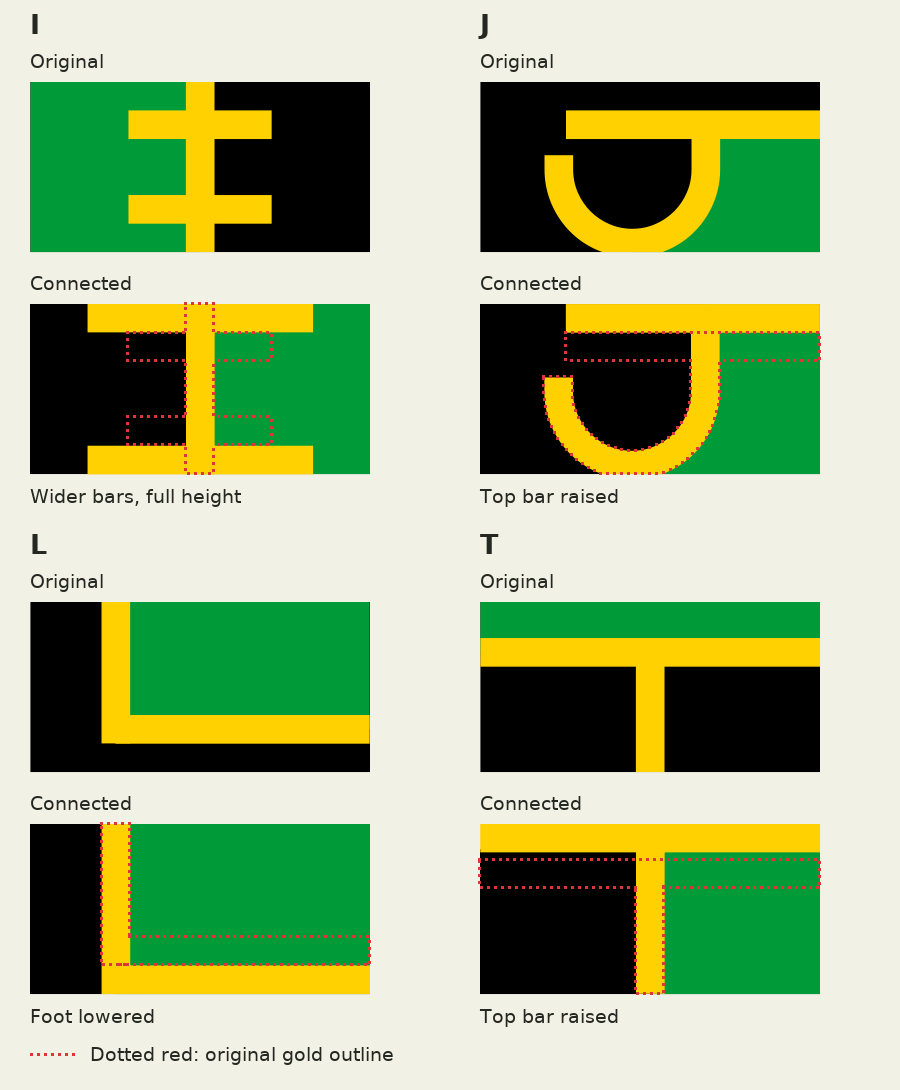 I
Original
Connected
Wider bars, full height
J
Original
Connected
Top bar raised
L
Original
Connected
Foot lowered
T
Original
Connected
Top bar raised
Dotted red: original gold outline